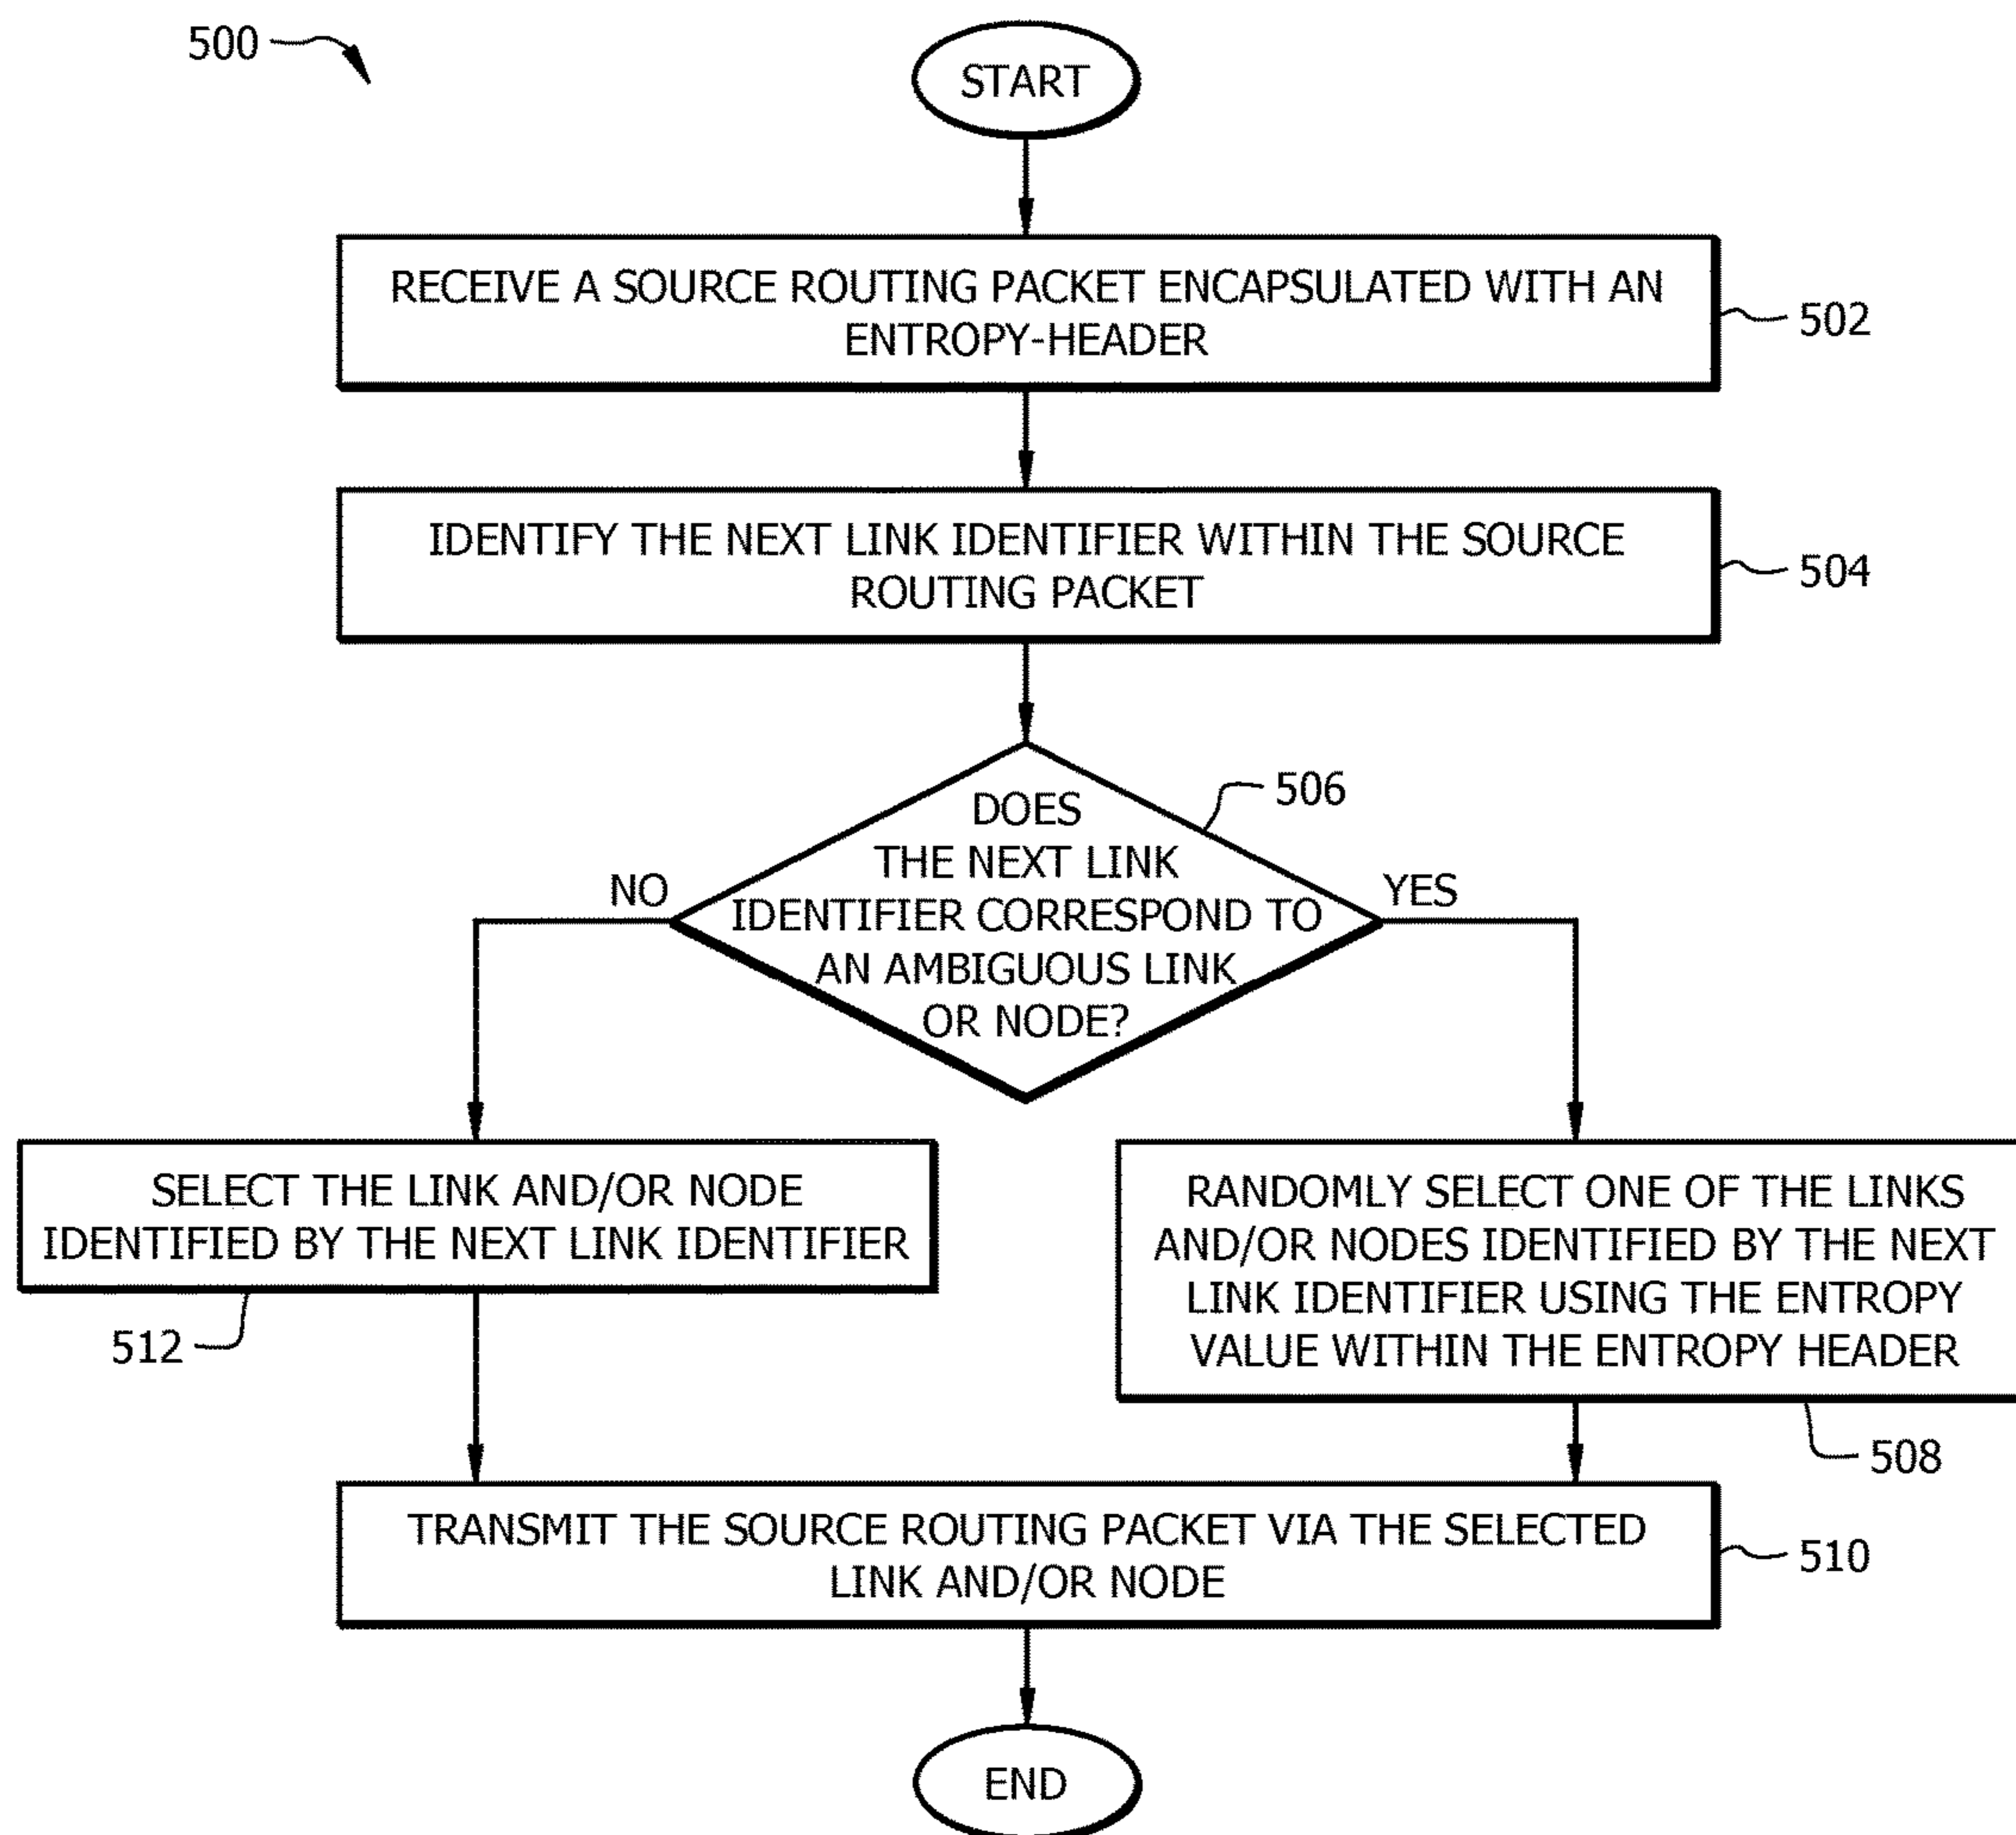 500
START
RECEIVE A SOURCE ROUTING PACKET ENCAPSULATED WITH AN
ENTROPY-HEADER
502
IDENTIFY THE NEXT LINK IDENTIFIER WITHIN THE SOURCE
ROUTING PACKET
504
506
DOES
THE NEXT LINK
IDENTIFIER CORRESPOND TO
AN AMBIGUOUS LINK
OR NODE?
NO
YES
SELECT THE LINK AND/OR NODE
IDENTIFIED BY THE NEXT LINK IDENTIFIER
512
RANDOMLY SELECT ONE OF THE LINKS
AND/OR NODES IDENTIFIED BY THE NEXT
LINK IDENTIFIER USING THE ENTROPY
VALUE WITHIN THE ENTROPY HEADER
508
TRANSMIT THE SOURCE ROUTING PACKET VIA THE SELECTED
LINK AND/OR NODE
510
END